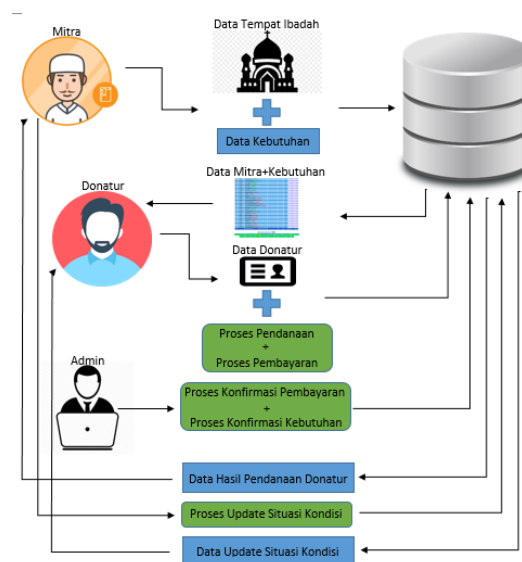 Mitra
Data Tempat Ibadah
Data Kebutuhan
Data Mitra+Kebutuhan
Donatur
Data Donatur
Proses Pendanaan
+
Proses Pembayaran
Admin
Proses Konfirmasi Pembayaran
+
Proses Konfirmasi Kebutuhan
Data Hasil Pendanaan Donatur
Proses Update Situasi Kondisi
Data Update Situasi Kondisi